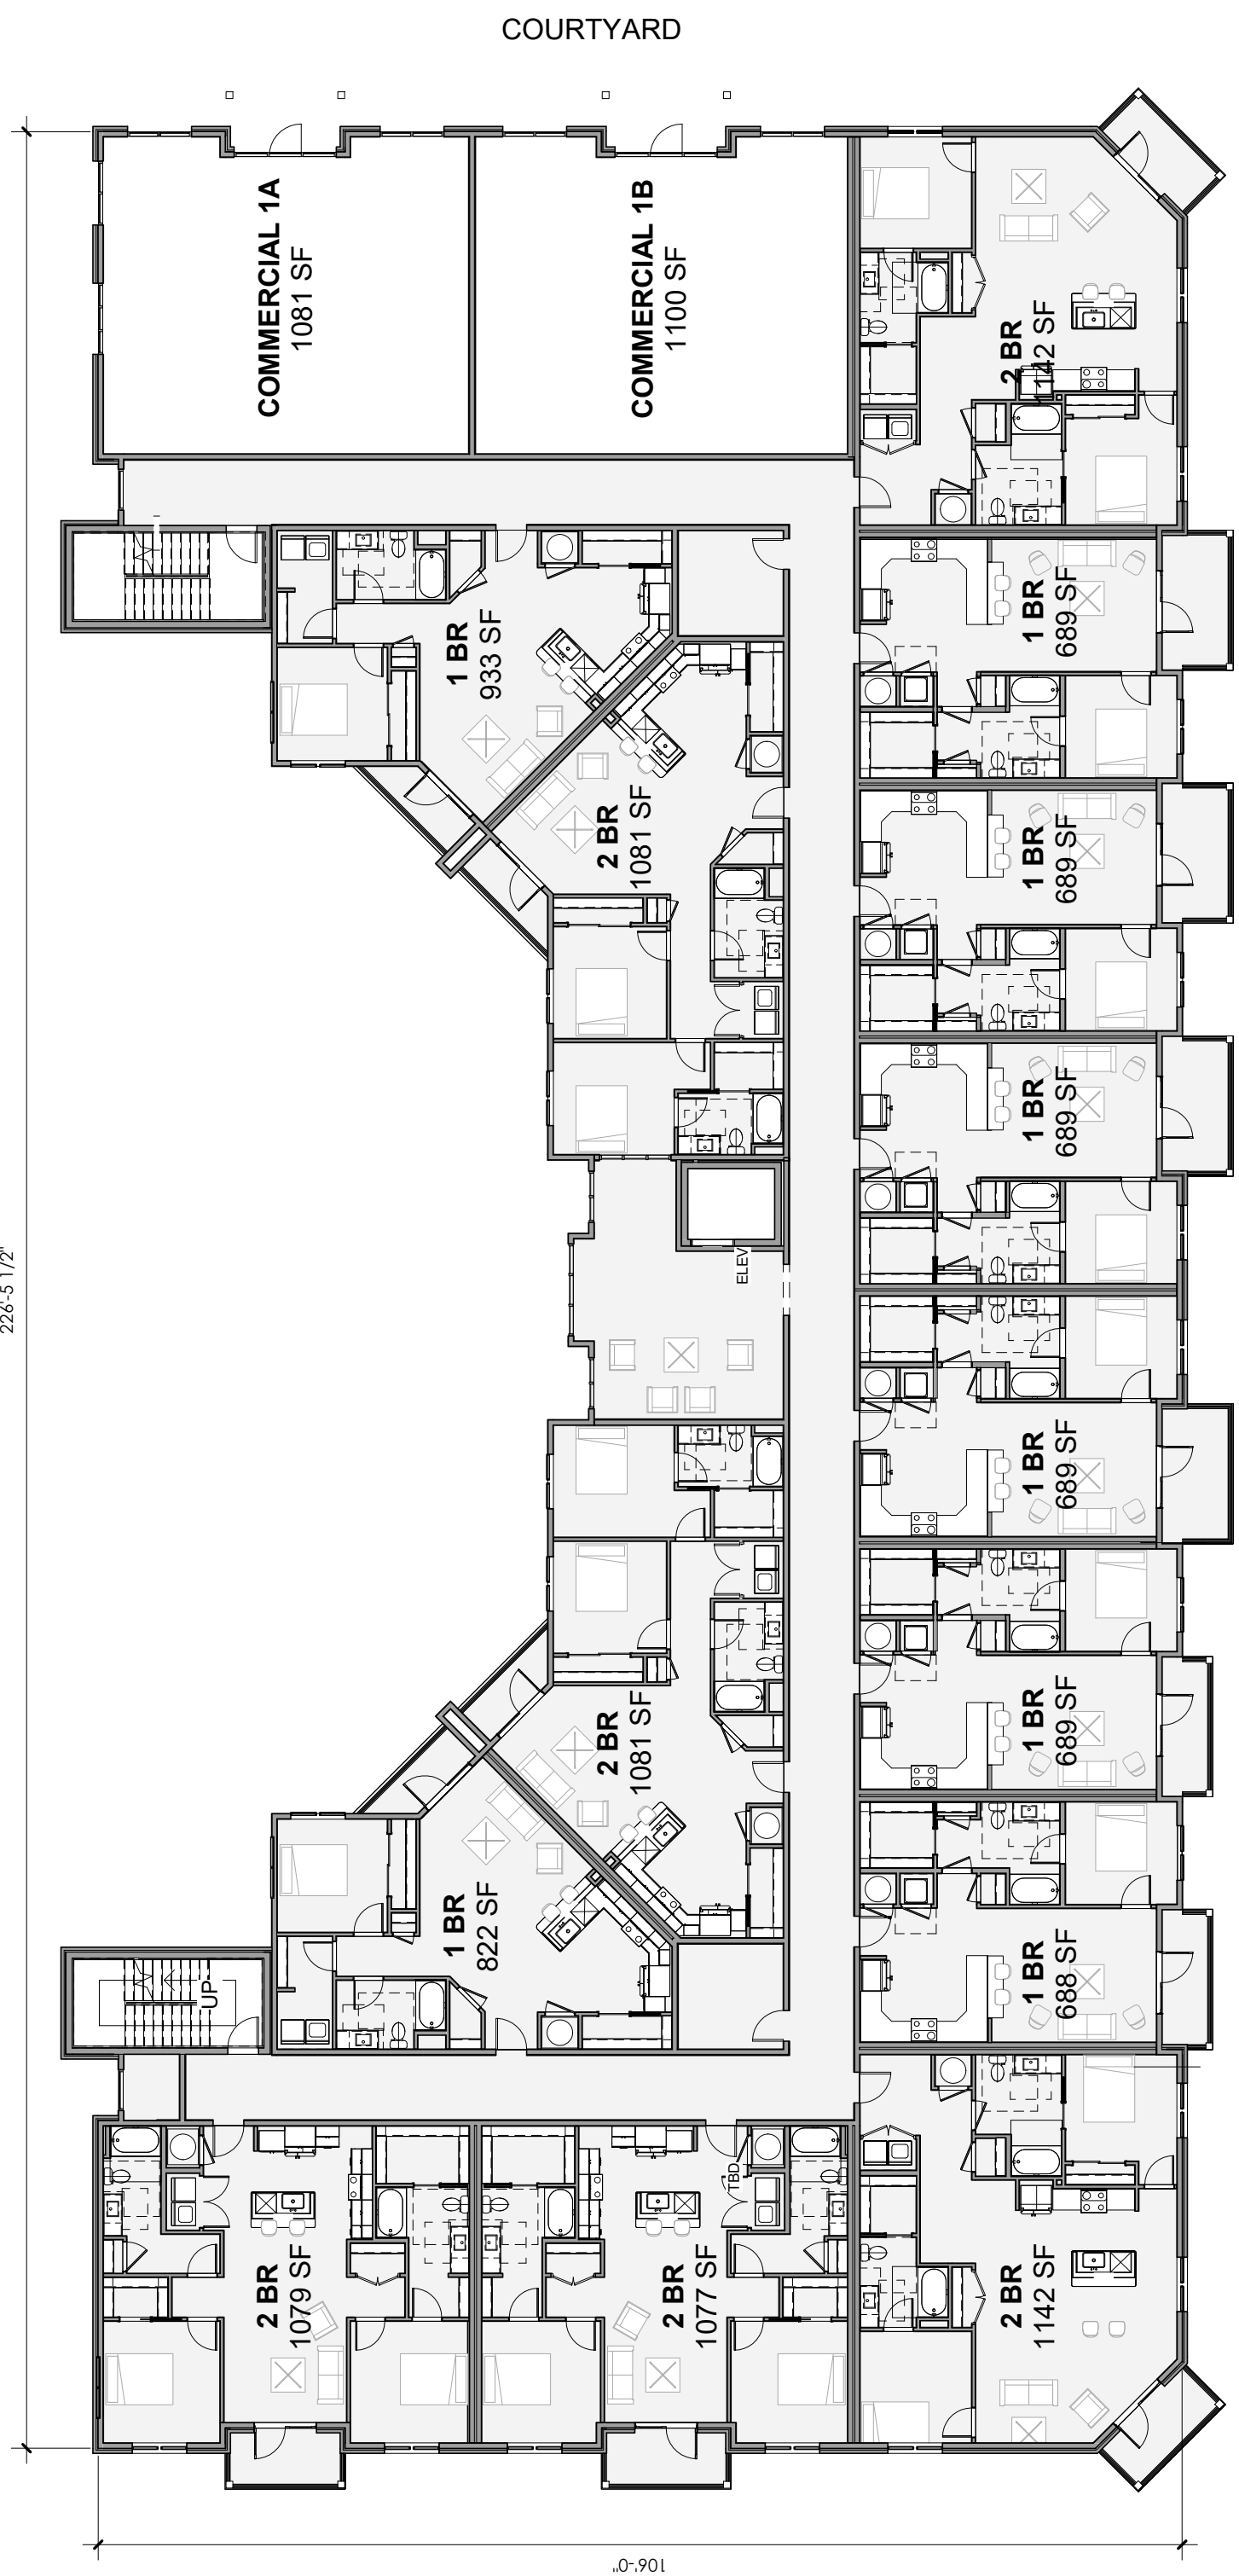 COURTYARD
COMMERCIAL 1A
1081 SF
COMMERCIAL 1B
1100 SF
2 BR
1142 SF
1 BR
933 SF
1 BR
689 SF
2 BR
1081 SF
1 BR
689 SF
1 BR
689 SF
ELEV
226'-5 1/2"
1 BR
689 SF
2 BR
1081 SF
1 BR
689 SF
1 BR
822 SF
1 BR
688 SF
UP
TBD
2 BR
1079 SF
2 BR
1077 SF
2 BR
1142 SF
106'-0"